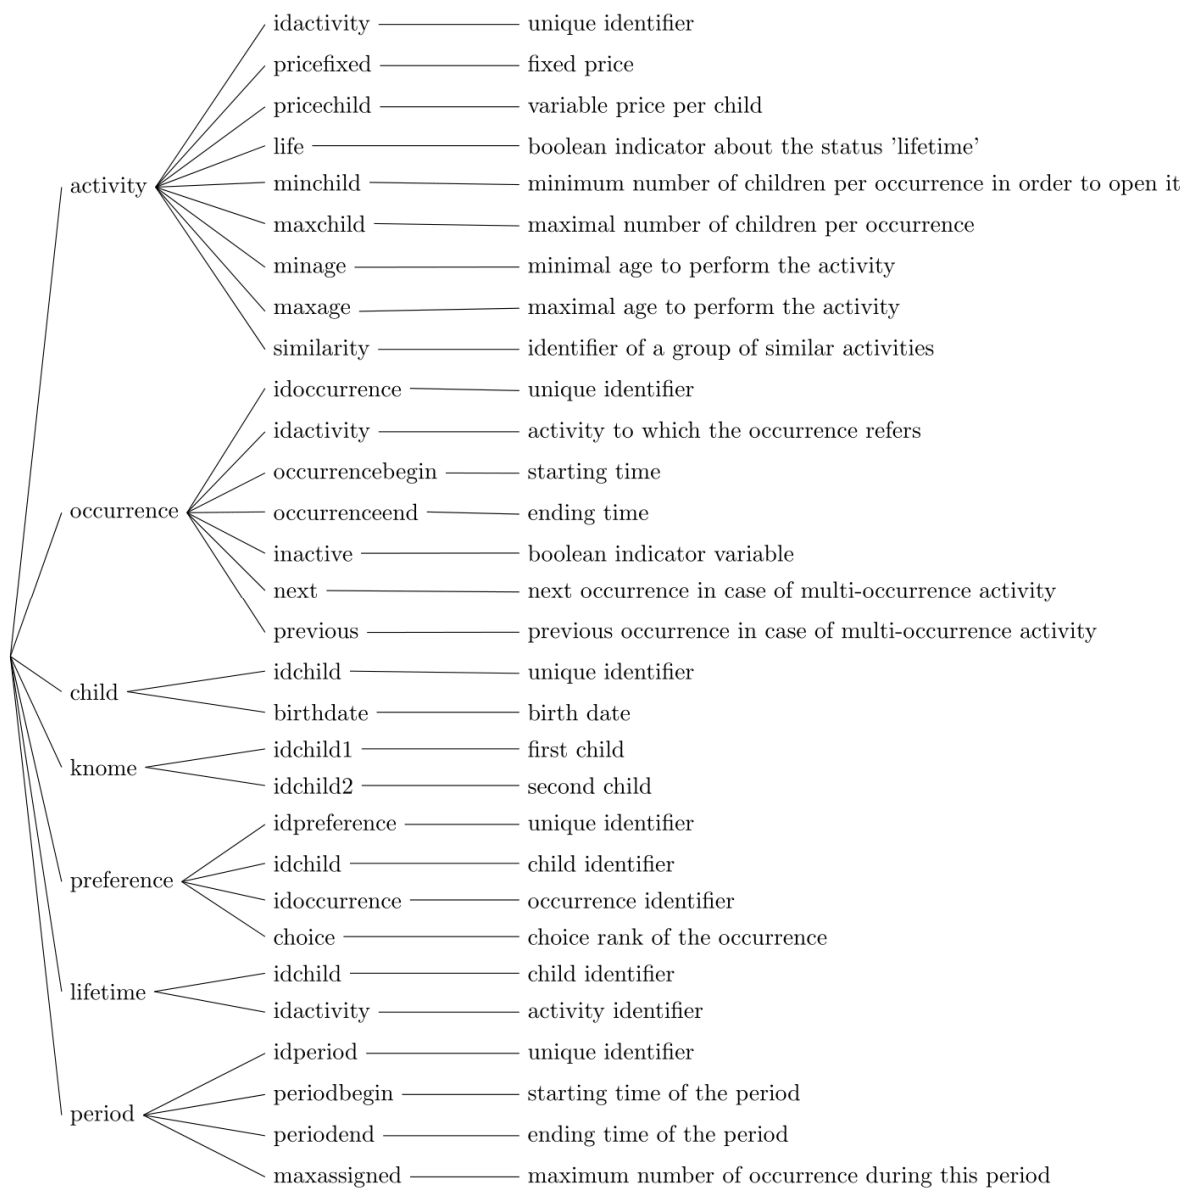 idactivity unique identifier
pricefixed fixed price
pricechild variable price per child
life boolean indicator about the status 'lifetime'
activity minchild minimum number of children per occurrence in order to open it
maxchild maximal number of children per occurrence
minage minimal age to perform the activity
maxage maximal age to perform the activity
similarity identifier of a group of similar activities
idoccurrence unique identifier
idactivity activity to which the occurrence refers
occurrencebegin starting time
occurrence occurrenceend ending time
inactive boolean indicator variable
next next occurrence in case of multi-occurrence activity
previous previous occurrence in case of multi-occurrence activity
idchild unique identifier
child
birthdate birth date
idchild1 first child
knome
idchild2 second child
idpreference unique identifier
idchild child identifier
preference
idoccurrence occurrence identifier
choice choice rank of the occurrence
idchild child identifier
lifetime
idactivity activity identifier
idperiod unique identifier
periodbegin starting time of the period
period
periodend ending time of the period
maxassigned maximum number of occurrence during this period